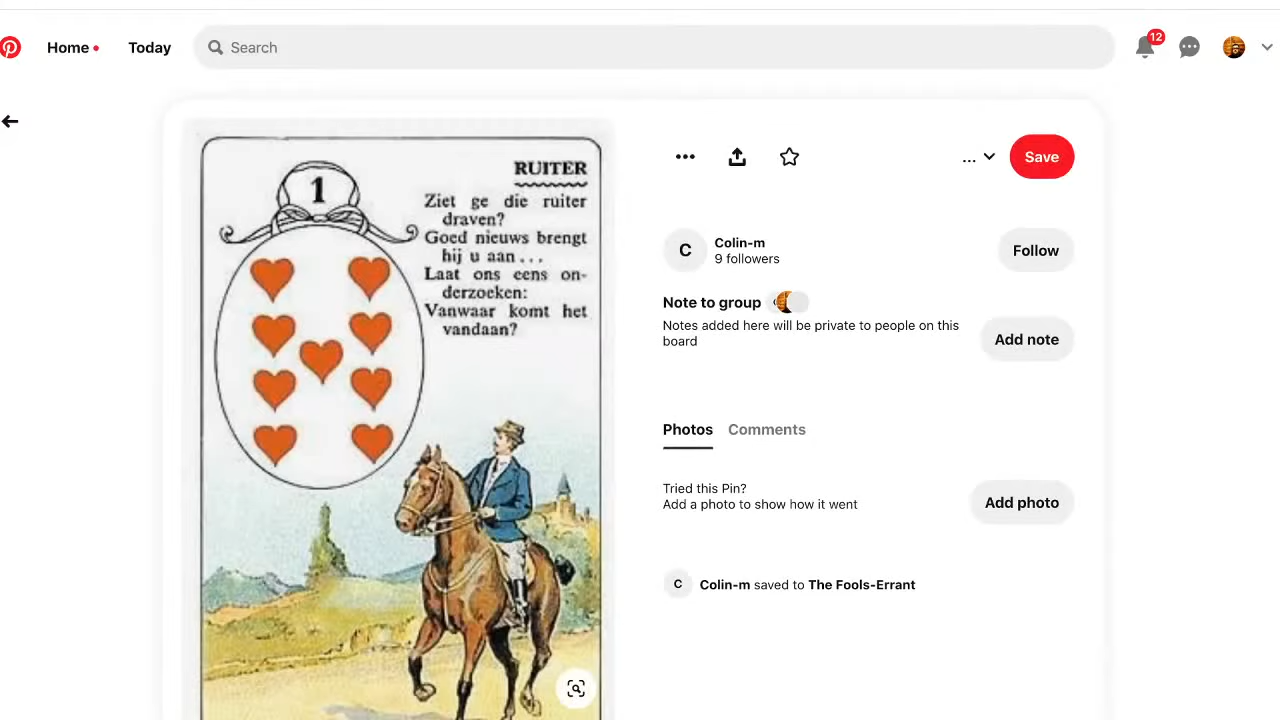 Home
Today
Search
12
...
Save
1
RUITER
Ziet ge die ruiter
draven?
Goed nieuws brengt
hij u aan...
Laat ons eens on-
derzoeken:
Vanwaar komt het
vandaan?
C
Colin-m
9 followers
Follow
Note to group
Notes added here will be private to people on this
board
Add note
Photos
Comments
Tried this Pin?
Add a photo to show how it went
Add photo
C
Colin-m saved to The Fools-Errant